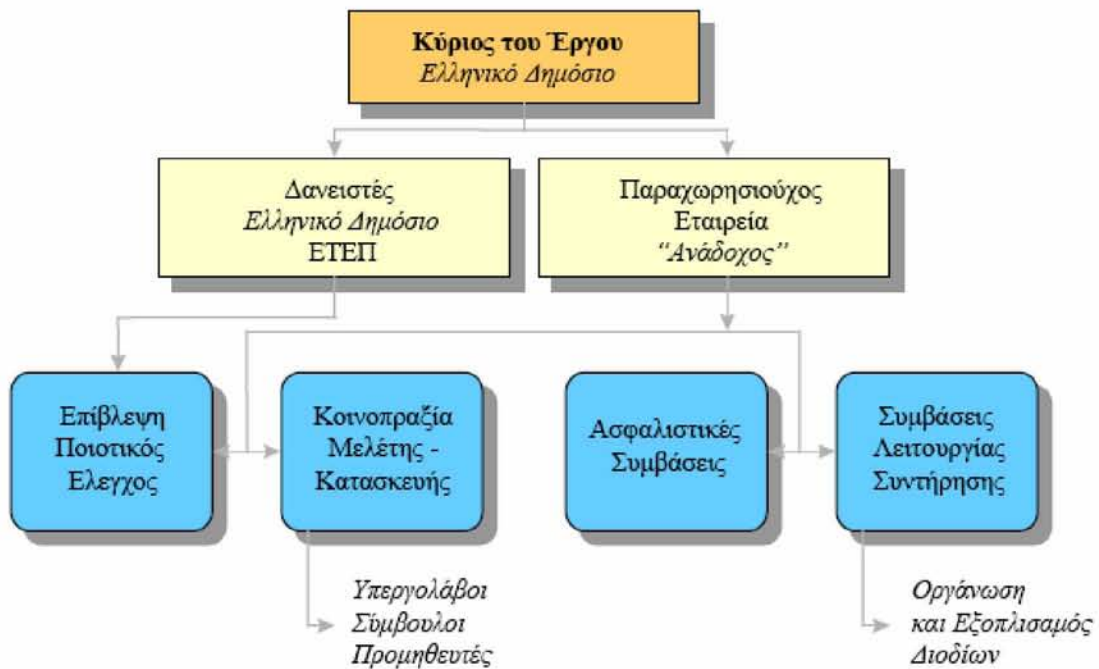 Κύριος του Έργου
Ελληνικό Δημόσιο
Δανειστές
Ελληνικό Δημόσιο
ΕΤΕΠ
Παραχωρησιούχος
Εταιρεία
“Ανάδοχος”
Επίβλεψη
Ποιοτικός
Ελεγχος
Κοινοπραξία
Μελέτης -
Κατασκευής
Ασφαλιστικές
Συμβάσεις
Συμβάσεις
Λειτουργίας
Συντήρησης
Υπεργολάβοι
Σύμβουλοι
Προμηθευτές
Οργάνωση
και Εξοπλισαμός
Διοδίων